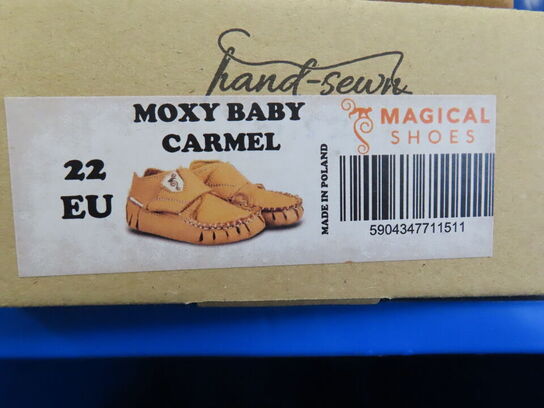 hand-sewn
MOXY BABY
CARMEL
22
EU
MADE IN POLAND
MAGICAL
SHOES
5904347711511